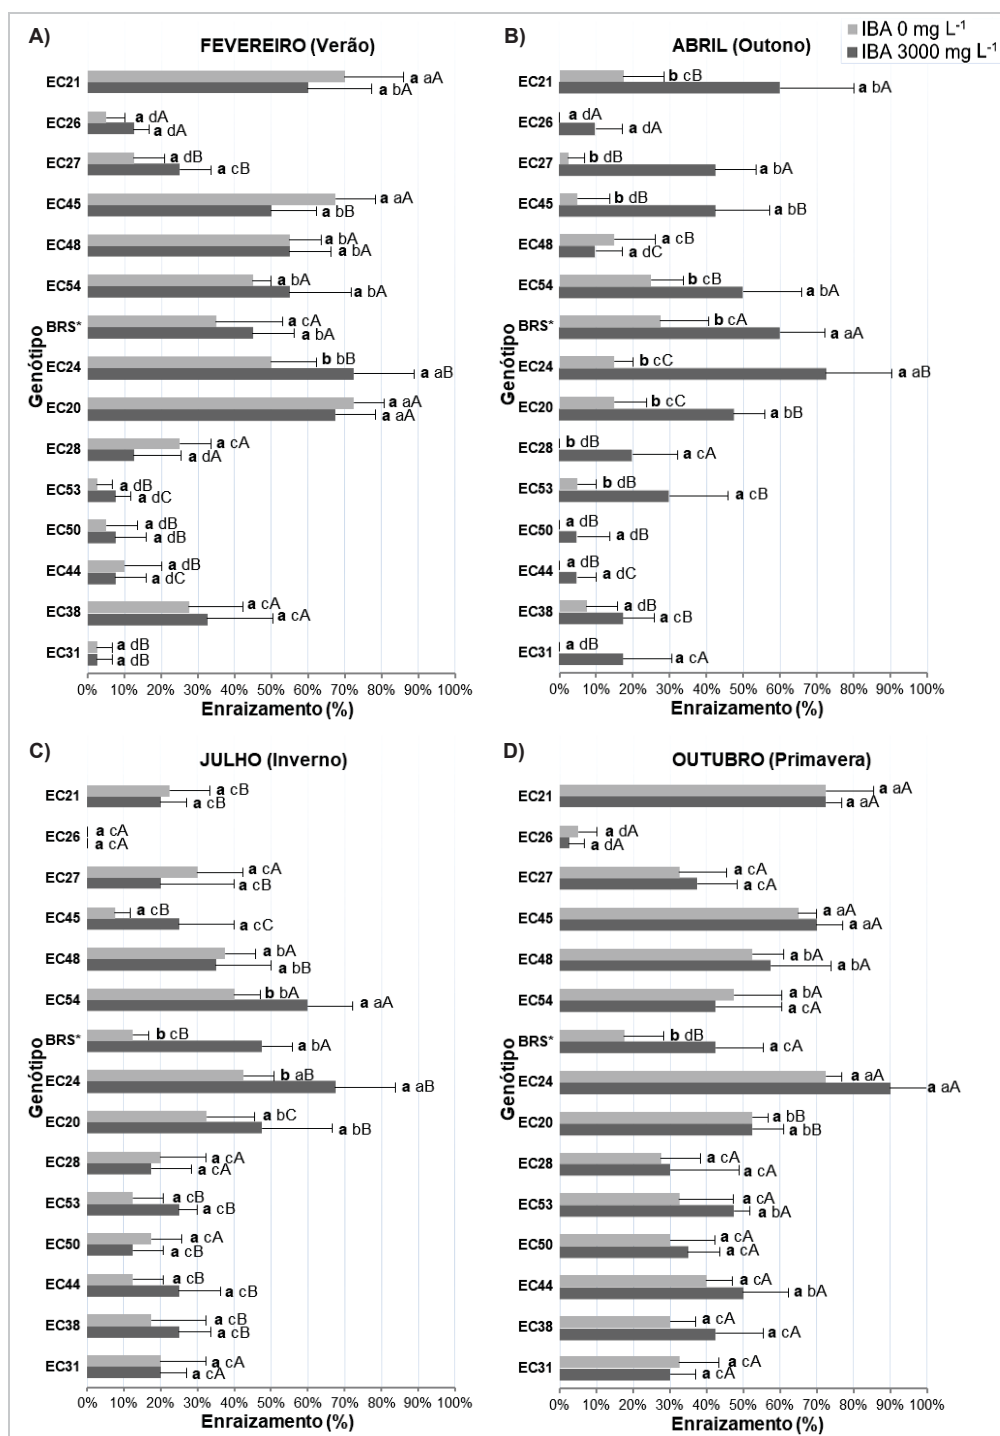 A)
FEVEREIRO (Verão)
Genótipo
EC21
a aA
a bA
EC26
a dA
a dA
EC27
a dB
a cB
EC45
a aA
a bB
EC48
a bA
a bA
EC54
a bA
a bA
BRS*
a cA
a bA
EC24
b bB
a aB
EC20
a aA
a aA
EC28
a cA
a dA
EC53
a dB
a dC
EC50
a dB
a dB
EC44
a dB
a dC
EC38
a cA
a cA
EC31
a dB
a dB
0% 10% 20% 30% 40% 50% 60% 70% 80% 90% 100%
Enraizamento (%)
B)
ABRIL (Outono)
IBA 0 mg L-1
IBA 3000 mg L-1
Genótipo
EC21
b cB
a bA
EC26
a dA
a dA
EC27
b dB
a bA
EC45
b dB
a bB
EC48
a cB
a dC
EC54
b cB
a bA
BRS*
b cA
a aA
EC24
b cC
a aB
EC20
b cC
a bB
EC28
b dB
a cA
EC53
b dB
a cB
EC50
a dB
a dB
EC44
a dB
a dC
EC38
a dB
a cB
EC31
a dB
a cA
0% 10% 20% 30% 40% 50% 60% 70% 80% 90% 100%
Enraizamento (%)
C)
JULHO (Inverno)
Genótipo
EC21
a cB
a cB
EC26
a cA
a cA
EC27
a cA
a cB
EC45
a cB
a cC
EC48
a bA
a bB
EC54
b bA
a aA
BRS*
b cB
a bA
EC24
b aB
a aB
EC20
a bC
a bB
EC28
a cA
a cA
EC53
a cB
a cB
EC50
a cA
a cB
EC44
a cB
a cB
EC38
a cB
a cB
EC31
a cA
a cA
0% 10% 20% 30% 40% 50% 60% 70% 80% 90% 100%
Enraizamento (%)
D)
OUTUBRO (Primavera)
Genótipo
EC21
a aA
a aA
EC26
a dA
a dA
EC27
a cA
a cA
EC45
a aA
a aA
EC48
a bA
a bA
EC54
a bA
a cA
BRS*
b dB
a cA
EC24
a aA
a aA
EC20
a bB
a bB
EC28
a cA
a cA
EC53
a cA
a bA
EC50
a cA
a cA
EC44
a cA
a bA
EC38
a cA
a cA
EC31
a cA
a cA
0% 10% 20% 30% 40% 50% 60% 70% 80% 90% 100%
Enraizamento (%)